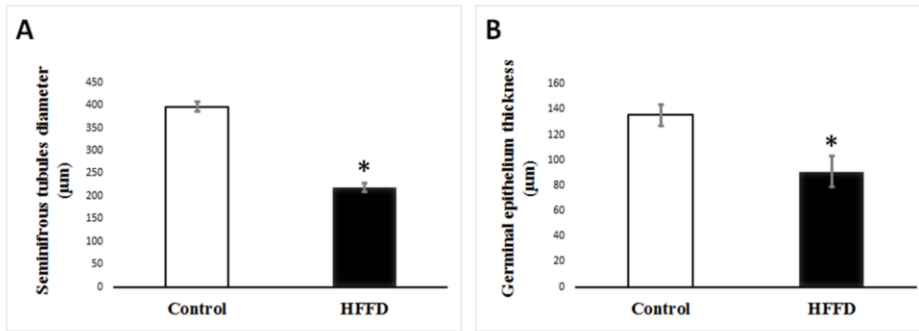 A
Seminifrous tubules diameter
(µm)
450
400
350
300
250
200
150
100
50
0
*
Control
HFFD
B
Germinal epithelium thickness
(µm)
160
140
120
100
80
60
40
20
0
*
Control
HFFD